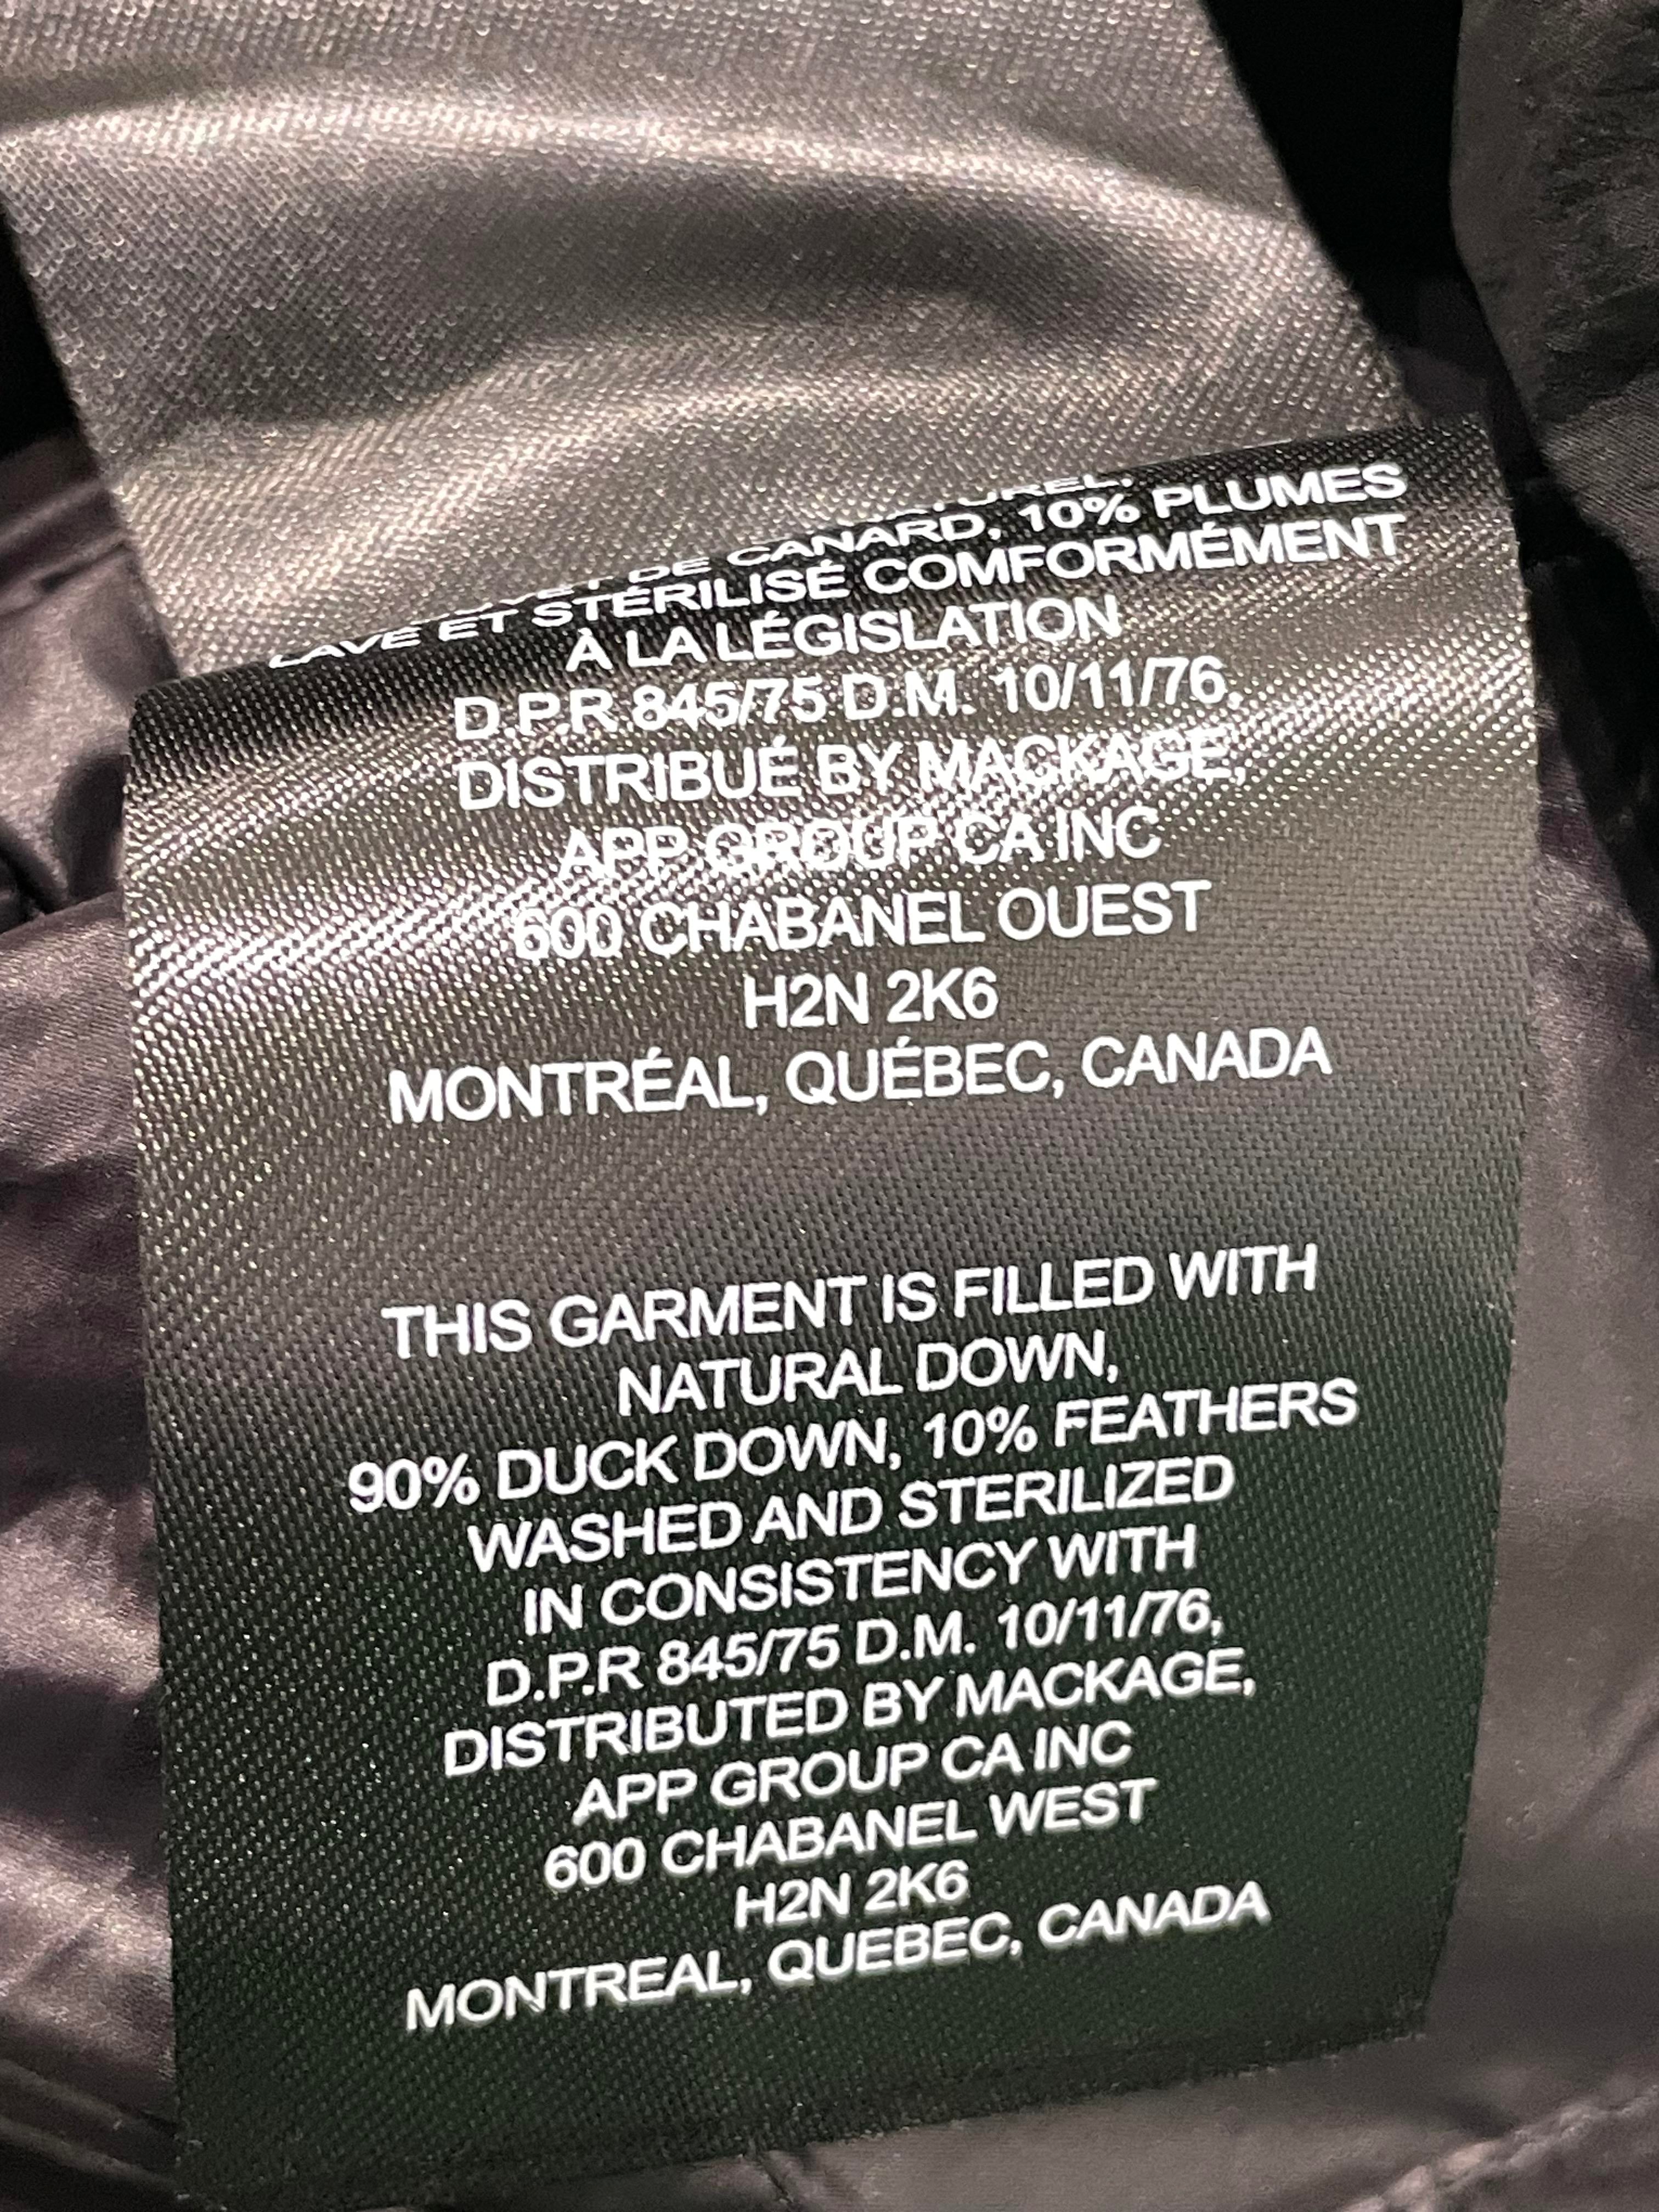 DE CANARD, 10% PLUMES
LAVÉ ET STÉRILISÉ COMFORMÉMENT
À LA LÉGISLATION
D.P.R 845/75 D.M. 10/11/76,
DISTRIBUÉ BY MACKAGE,
APP GROUP CA INC
600 CHABANEL OUEST
H2N 2K6
MONTRÉAL, QUÉBEC, CANADA
THIS GARMENT IS FILLED WITH
NATURAL DOWN,
90% DUCK DOWN, 10% FEATHERS
WASHED AND STERILIZED
IN CONSISTENCY WITH
D.P.R 845/75 D.M. 10/11/76,
DISTRIBUTED BY MACKAGE,
APP GROUP CA INC
600 CHABANEL WEST
H2N 2K6
MONTREAL, QUEBEC, CANADA